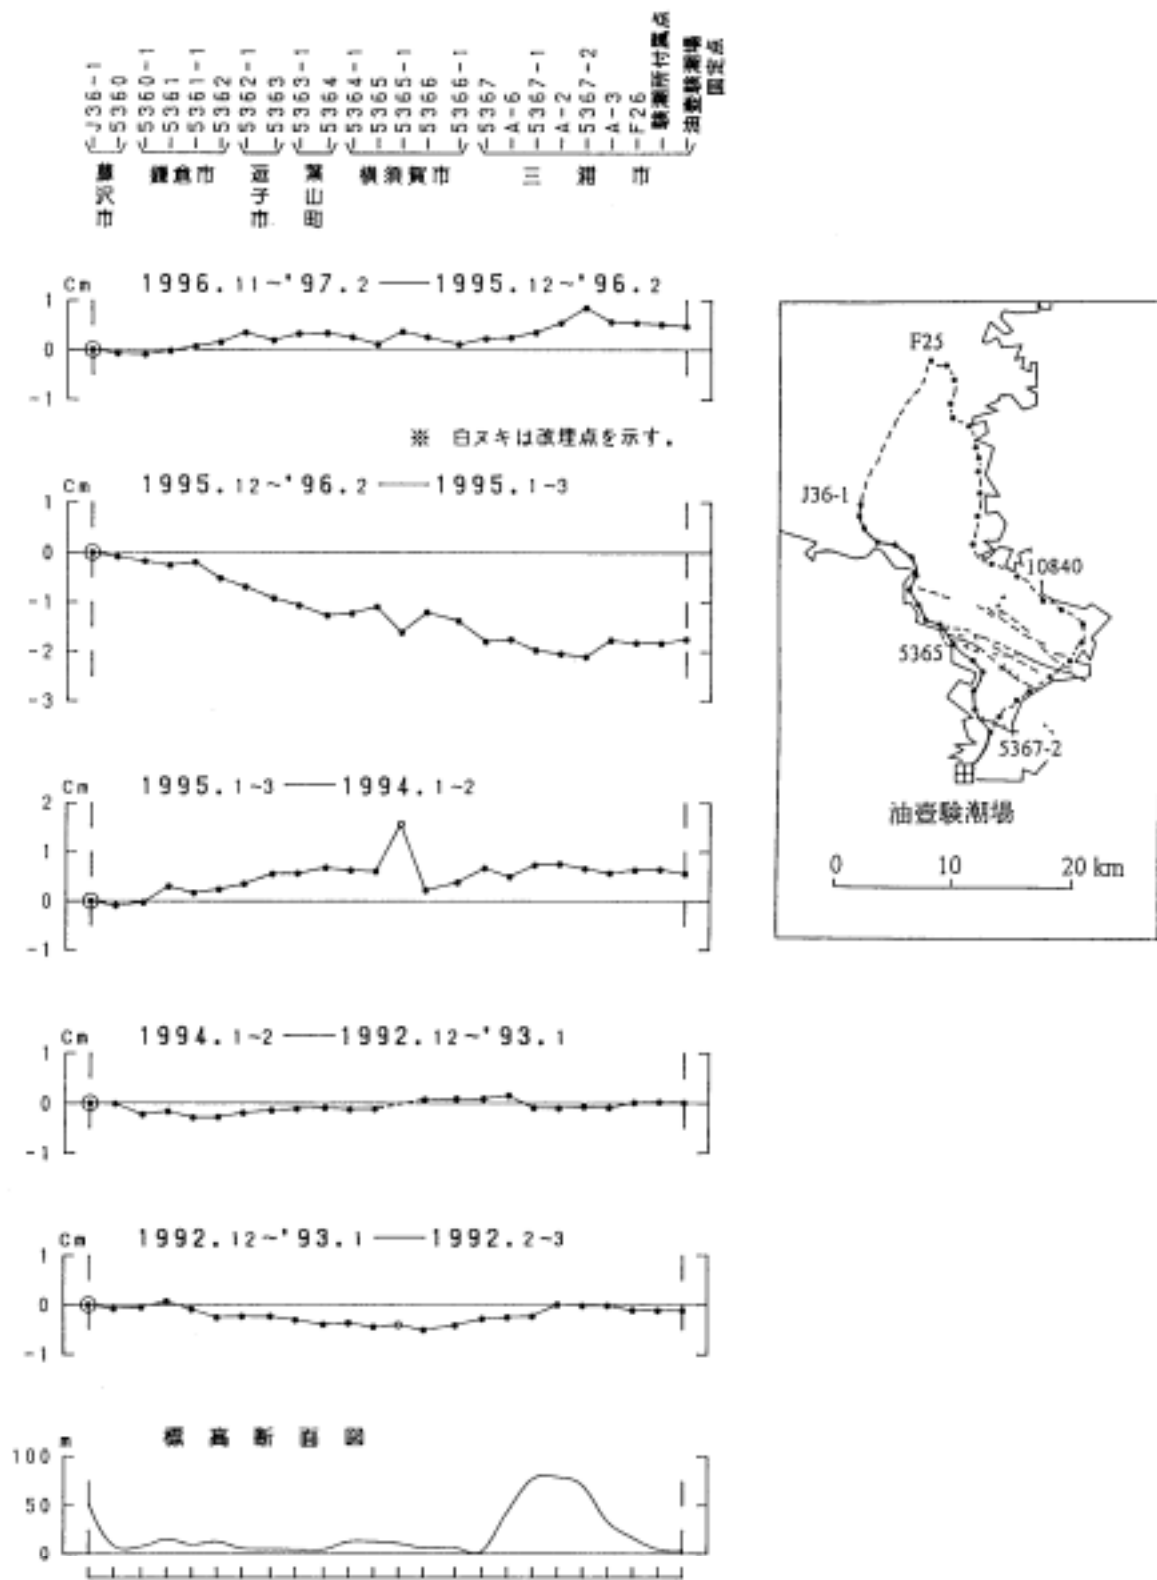 J36-1
5360
5360-1
5361
5361-1
5362
5362-1
5363
5363-1
5364
5364-1
5365
5365-1
5366
5366-1
5367
A-6
5367-1
A-2
5367-2
A-3
F26
験潮所付属点
油壺験潮場
固定点
藤沢市
鎌倉市
逗子市
葉山町
横須賀市
三浦市
Cm 1996.11~'97.2 ── 1995.12~'96.2
1
0
-1
※ 白ヌキは改埋点を示す.
Cm 1995.12~'96.2 ── 1995.1-3
1
0
-1
-2
-3
Cm 1995.1-3 ── 1994.1-2
2
1
0
-1
Cm 1994.1~2 ── 1992.12~'93.1
1
0
-1
Cm 1992.12~'93.1 ── 1992.2-3
1
0
-1
m 標高断面図
100
50
0
F25
J36-1
10840
5365
5367-2
油壺験潮場
0 10 20 km